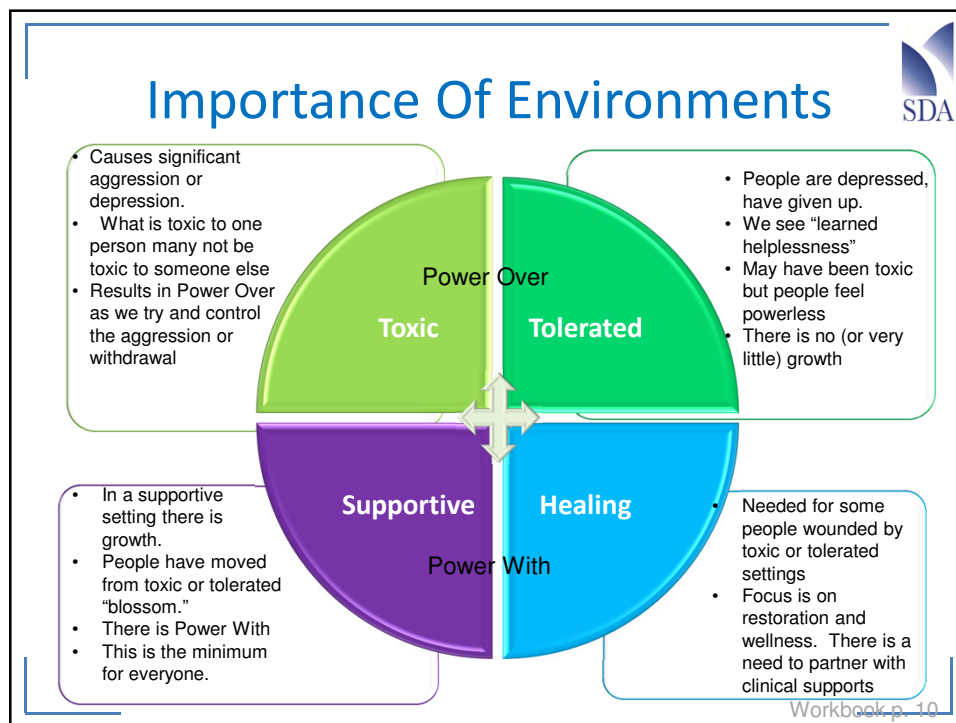 Importance Of Environments
SDA
• Causes significant
aggression or
depression.
• What is toxic to one
person many not be
toxic to someone else
• Results in Power Over
as we try and control
the aggression or
withdrawal
• People are depressed,
have given up.
• We see “learned
helplessness”
• May have been toxic
but people feel
powerless
• There is no (or very
little) growth
Power Over
Toxic
Tolerated
Supportive
Healing
Power With
• In a supportive
setting there is
growth.
• People have moved
from toxic or tolerated
“blossom.”
• There is Power With
• This is the minimum
for everyone.
• Needed for some
people wounded by
toxic or tolerated
settings
• Focus is on
restoration and
wellness. There is a
need to partner with
clinical supports
Workbook p. 10